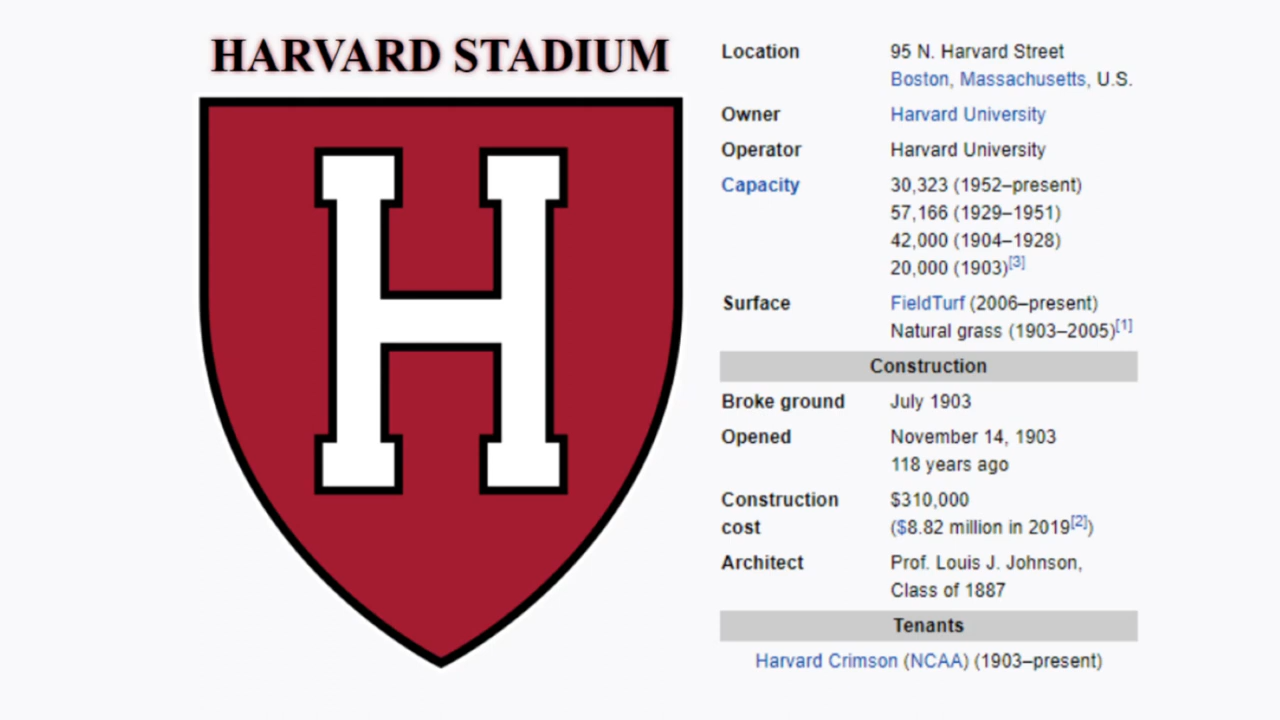 HARVARD STADIUM
H
Location 95 N. Harvard Street
Boston, Massachusetts, U.S.
Owner Harvard University
Operator Harvard University
Capacity 30,323 (1952–present)
57,166 (1929–1951)
42,000 (1904–1928)
20,000 (1903)[3]
Surface FieldTurf (2006–present)
Natural grass (1903–2005)[1]
Construction
Broke ground July 1903
Opened November 14, 1903
118 years ago
Construction $310,000
cost ($8.82 million in 2019[2])
Architect Prof. Louis J. Johnson,
Class of 1887
Tenants
Harvard Crimson (NCAA) (1903–present)